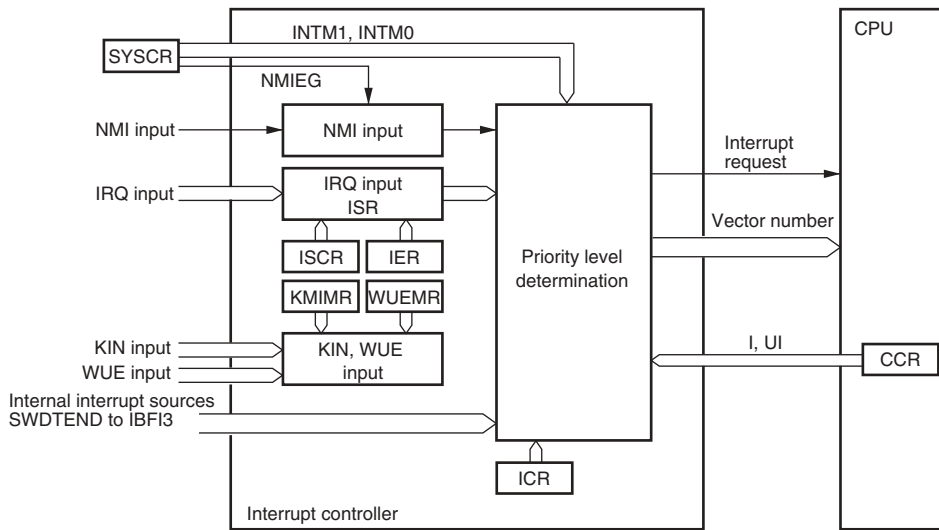 INTM1, INTM0
CPU
SYSCR
NMIEG
NMI input
NMI input
Interrupt
request
IRQ input
IRQ input
ISR
Vector number
ISCR
IER
Priority level
determination
KMIMR
WUEMR
KIN input
KIN, WUE
input
WUE input
I, UI
CCR
Internal interrupt sources
SWDTEND to IBFI3
ICR
Interrupt controller